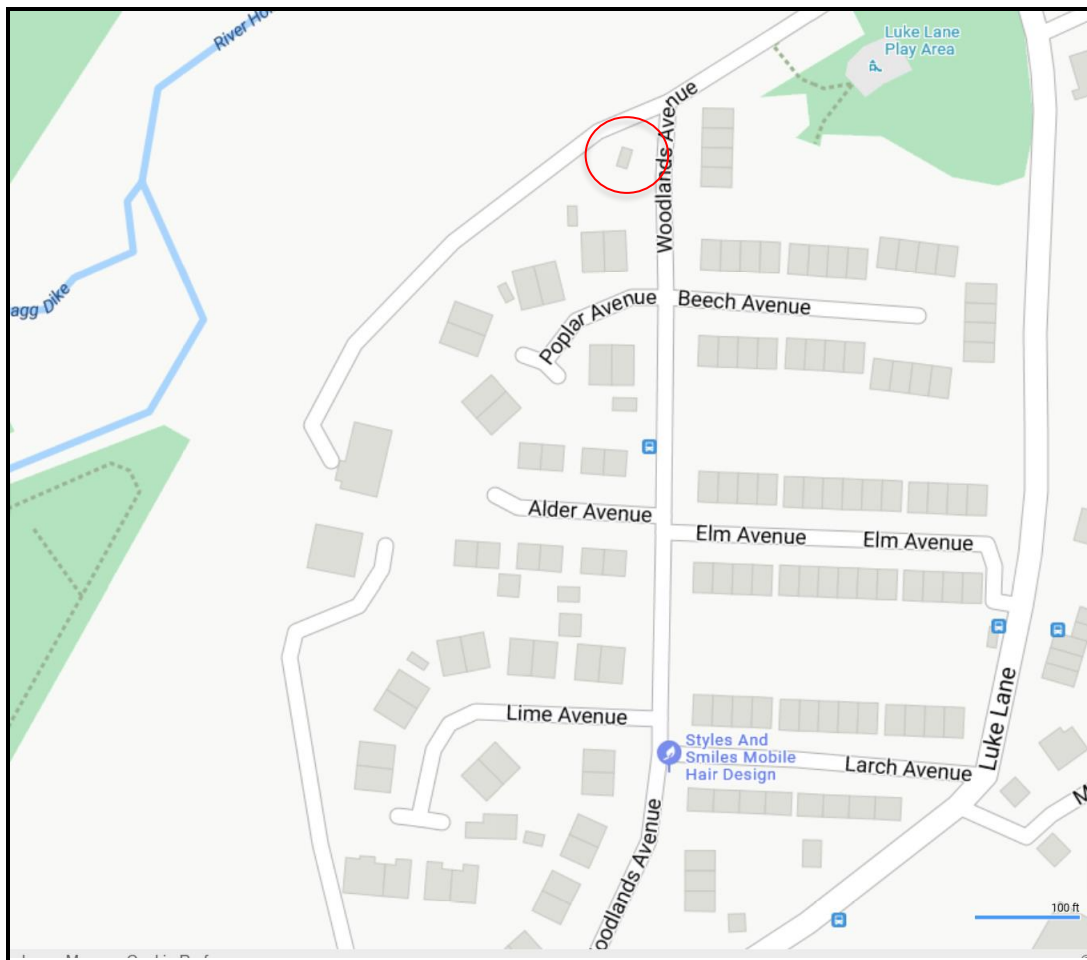 River Ho
Luke Lane
Play Area
Woodlands Avenue
agg Dike
Poplar Avenue
Beech Avenue
Alder Avenue
Elm Avenue
Elm Avenue
Luke Lane
Lime Avenue
Styles And
Smiles Mobile
Hair Design
Larch Avenue
M
oodlands Avenue
100 ft